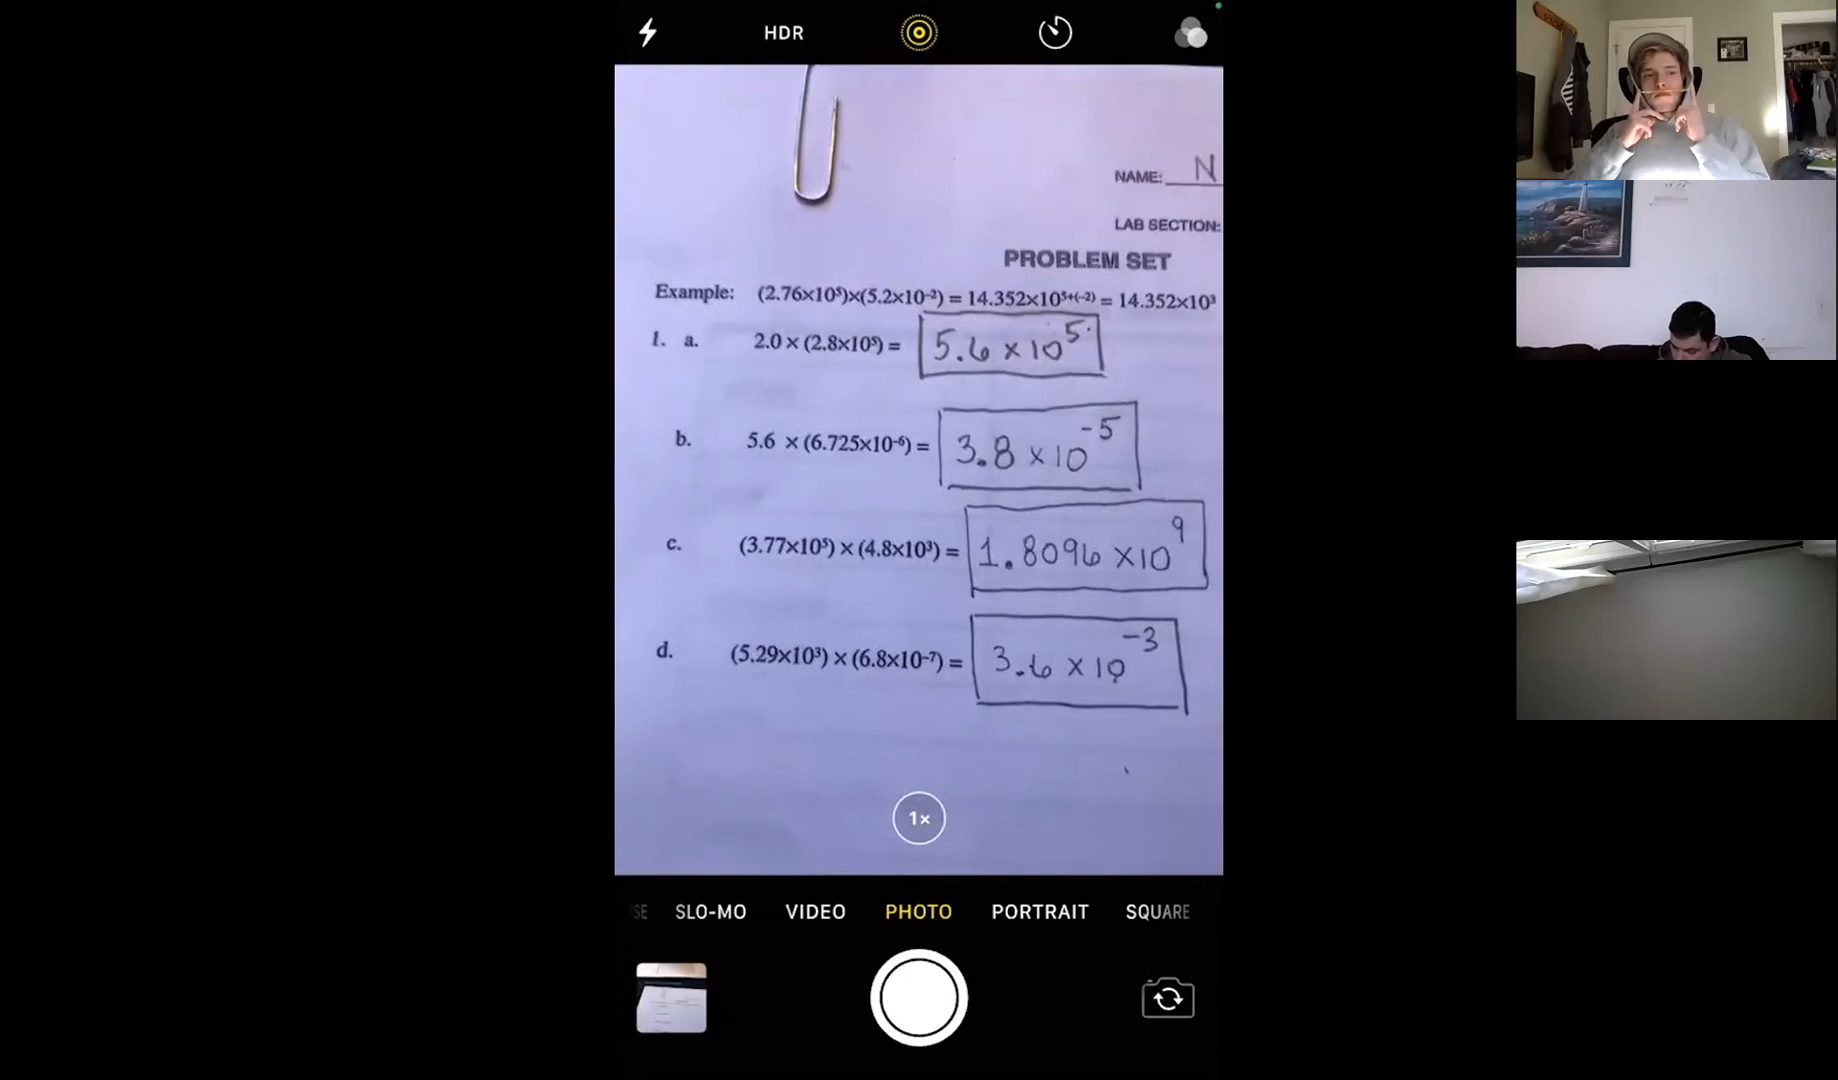 HDR
NAME: N
LAB SECTION:
PROBLEM SET
Example: (2.76×10⁵)×(5.2×10⁻²) = 14.352×10⁵⁺⁽⁻²⁾ = 14.352×10³
1. a. 2.0 × (2.8×10⁵) = 5.6 × 10⁵
b. 5.6 × (6.725×10⁻⁶) = 3.8 × 10⁻⁵
c. (3.77×10⁵) × (4.8×10³) = 1.8096 × 10⁹
d. (5.29×10³) × (6.8×10⁻⁷) = 3.6 × 10⁻³
1×
SE SLO-MO VIDEO PHOTO PORTRAIT SQUARE